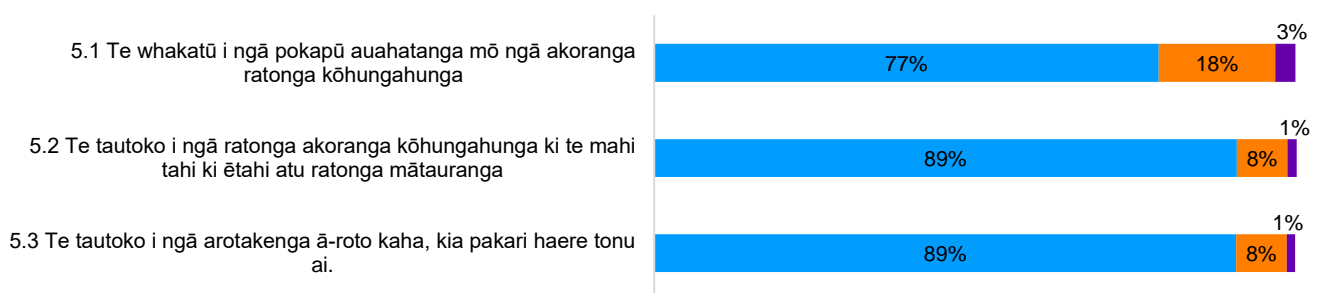 3%
5.1 Te whakatū i ngā pokapū auahatanga mō ngā akoranga
ratonga kōhungahunga
77%
18%
1%
5.2 Te tautoko i ngā ratonga akoranga kōhungahunga ki te mahi
tahi ki ētahi atu ratonga mātauranga
89%
8%
1%
5.3 Te tautoko i ngā arotakenga ā-roto kaha, kia pakari haere tonu
ai.
89%
8%